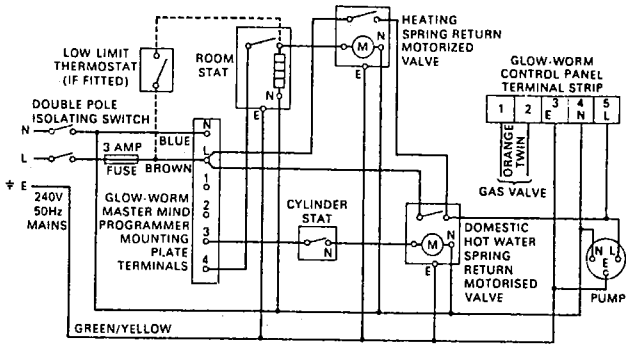 HEATING
SPRING RETURN
MOTORIZED
VALVE
LOW LIMIT
THERMOSTAT
(IF FITTED)
ROOM
STAT
N
M
N
E
E
GLOW-WORM
CONTROL PANEL
TERMINAL STRIP
1 2 3 4 5
E N L
ORANGE
TWIN
GAS VALVE
DOUBLE POLE
ISOLATING SWITCH
N
L
E
240V
50Hz
MAINS
3 AMP
FUSE
BLUE
BROWN
N
L
1
2
3
4
GLOW-WORM
MASTER MIND
PROGRAMMER
MOUNTING
PLATE
TERMINALS
CYLINDER
STAT
N
M
N
E
DOMESTIC
HOT WATER
SPRING
RETURN
MOTORISED
VALVE
N E L
PUMP
GREEN/YELLOW